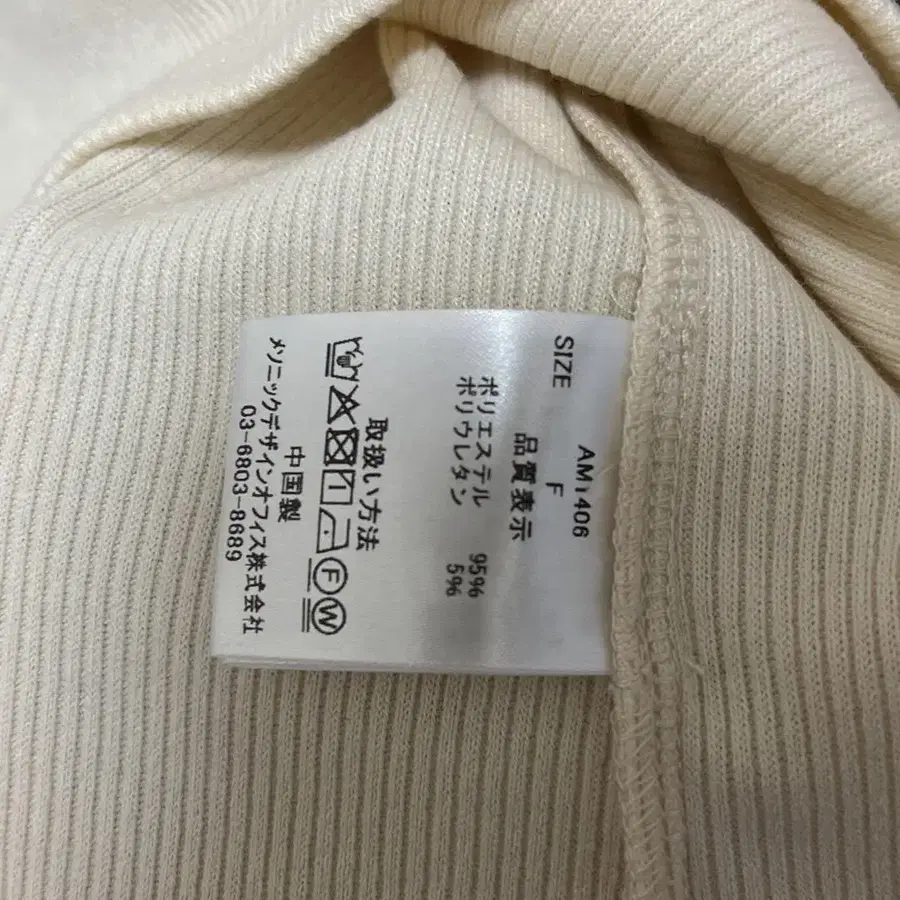 AMi406
SIZE F
品質表示
ポリエステル 95%
ポリウレタン 5%
取扱い方法
F W
中国製
メソニックデザインオフィス株式会社
03-6803-8689